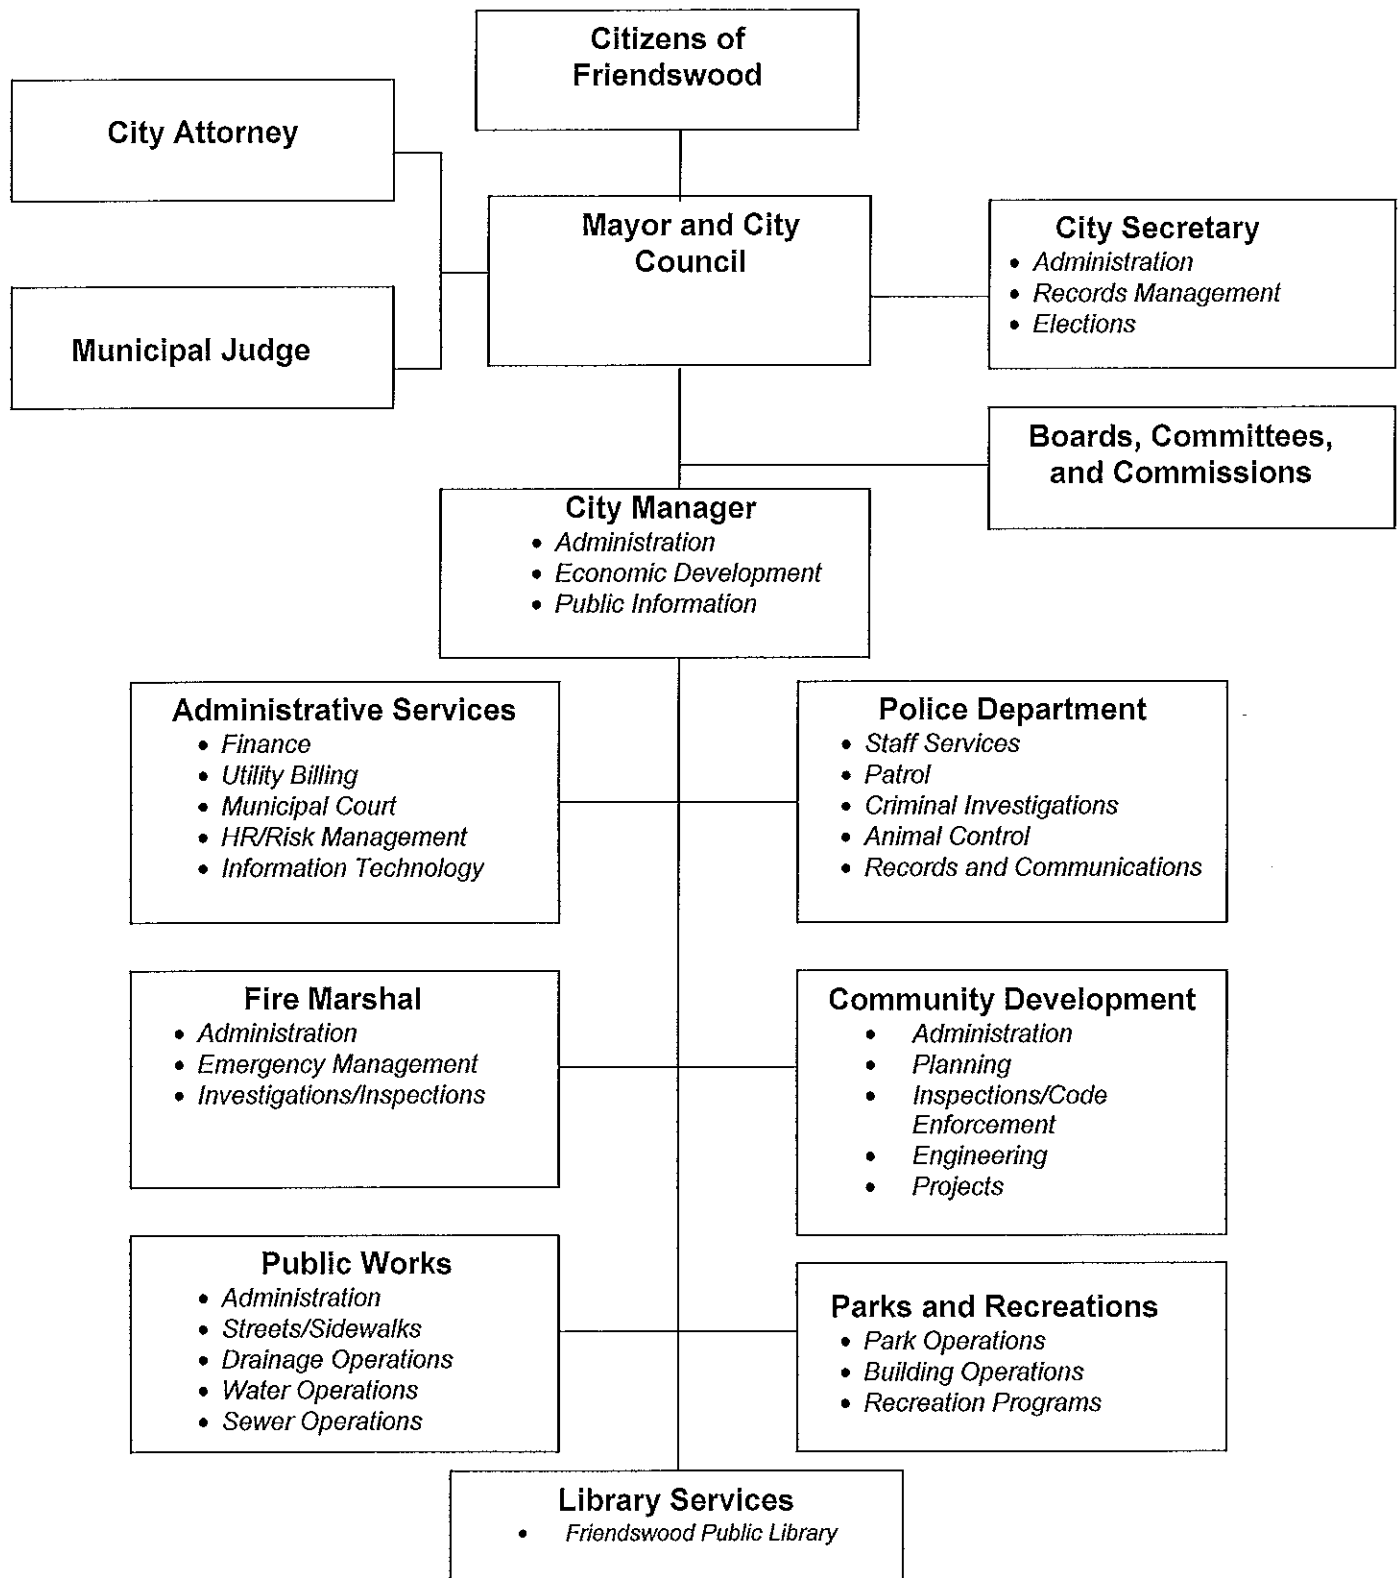 Citizens of
Friendswood
City Attorney
Mayor and City
Council
City Secretary
• Administration
• Records Management
• Elections
Municipal Judge
Boards, Committees,
and Commissions
City Manager
• Administration
• Economic Development
• Public Information
Administrative Services
• Finance
• Utility Billing
• Municipal Court
• HR/Risk Management
• Information Technology
Police Department
• Staff Services
• Patrol
• Criminal Investigations
• Animal Control
• Records and Communications
Fire Marshal
• Administration
• Emergency Management
• Investigations/Inspections
Community Development
• Administration
• Planning
• Inspections/Code
Enforcement
• Engineering
• Projects
Public Works
• Administration
• Streets/Sidewalks
• Drainage Operations
• Water Operations
• Sewer Operations
Parks and Recreations
• Park Operations
• Building Operations
• Recreation Programs
Library Services
• Friendswood Public Library